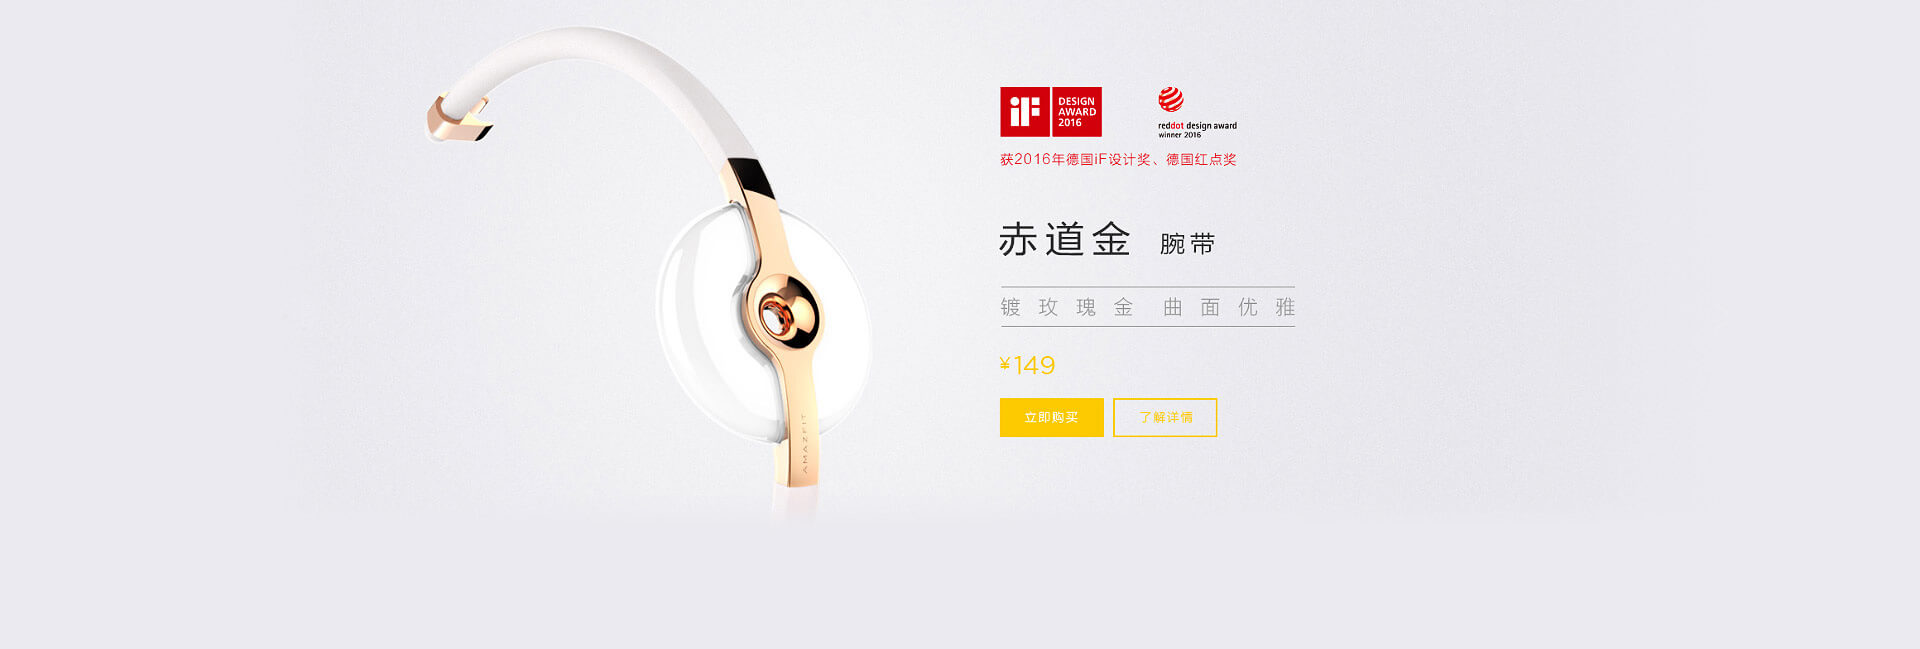 iF
DESIGN
AWARD
2016
reddot design award
winner 2016
获2016年德国iF设计奖、德国红点奖
赤道金 腕带
镀玫瑰金 曲面优雅
¥149
立即购买
了解详情
AMAZFIT